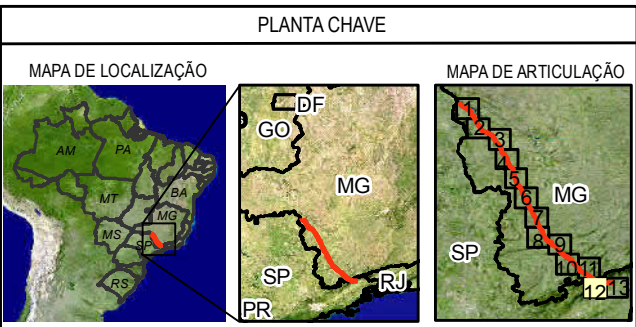 PLANTA CHAVE
MAPA DE LOCALIZAÇÃO
AM
PA
MT
BA
MG
MS
SP
RS
DF
GO
MG
SP
RJ
PR
MAPA DE ARTICULAÇÃO
1
2
3
4
5
6
7
8
9
10
11
12
13
MG
SP